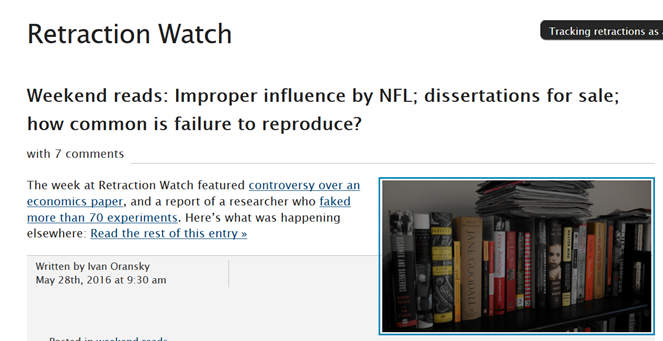 Retraction Watch
Tracking retractions as
Weekend reads: Improper influence by NFL; dissertations for sale;
how common is failure to reproduce?
with 7 comments
The week at Retraction Watch featured controversy over an
economics paper, and a report of a researcher who faked
more than 70 experiments. Here's what was happening
elsewhere: Read the rest of this entry »
Written by Ivan Oransky
May 28th, 2016 at 9:30 am
Posted in weekend reads
JANE GOODALL